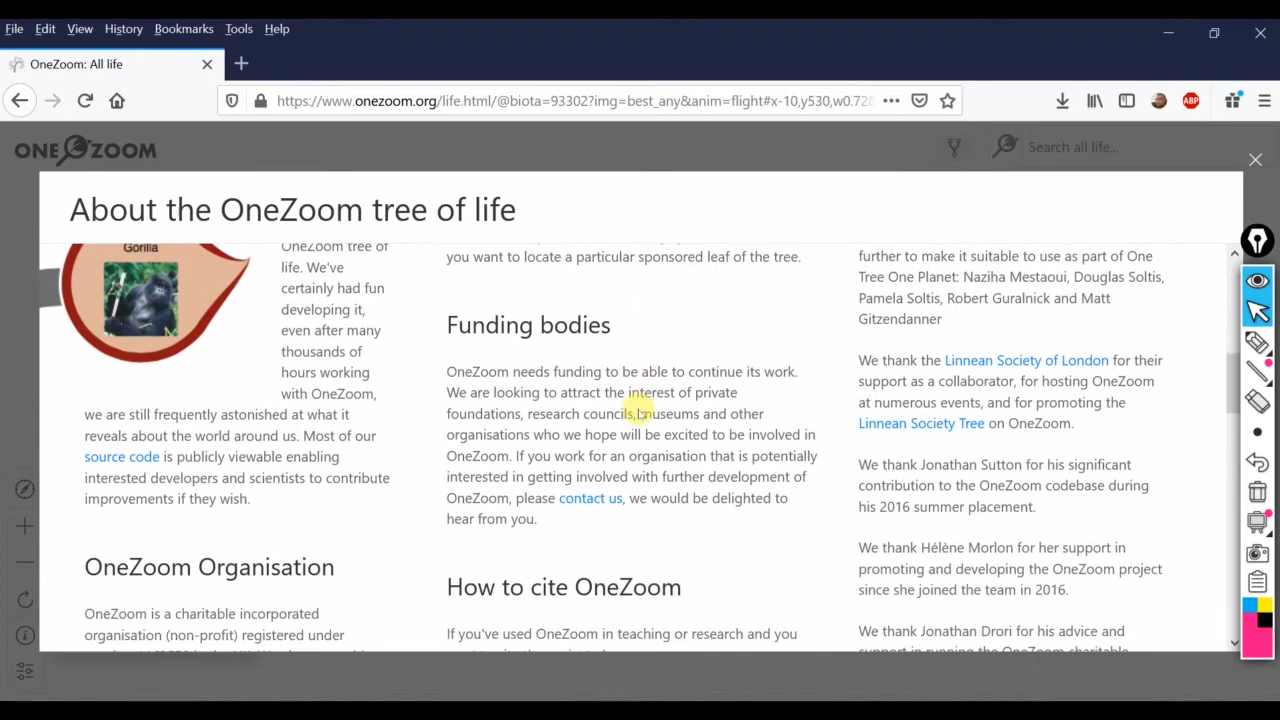 File Edit View History Bookmarks Tools Help
OneZoom: All life
https://www.onezoom.org/life.html/@biota=93302?img=best_any&anim=flight#x-10,y530,w0.728
ABP
ONE ZOOM
Search all life...
About the OneZoom tree of life
Gorilla
OneZoom tree of
life. We've
certainly had fun
developing it,
even after many
thousands of
hours working
with OneZoom,
we are still frequently astonished at what it
reveals about the world around us. Most of our
source code is publicly viewable enabling
interested developers and scientists to contribute
improvements if they wish.
OneZoom Organisation
OneZoom is a charitable incorporated
organisation (non-profit) registered under
you want to locate a particular sponsored leaf of the tree.
Funding bodies
OneZoom needs funding to be able to continue its work.
We are looking to attract the interest of private
foundations, research councils, museums and other
organisations who we hope will be excited to be involved in
OneZoom. If you work for an organisation that is potentially
interested in getting involved with further development of
OneZoom, please contact us, we would be delighted to
hear from you.
How to cite OneZoom
If you've used OneZoom in teaching or research and you
further to make it suitable to use as part of One
Tree One Planet: Naziha Mestaoui, Douglas Soltis,
Pamela Soltis, Robert Guralnick and Matt
Gitzendanner
We thank the Linnean Society of London for their
support as a collaborator, for hosting OneZoom
at numerous events, and for promoting the
Linnean Society Tree on OneZoom.
We thank Jonathan Sutton for his significant
contribution to the OneZoom codebase during
his 2016 summer placement.
We thank Hélène Morlon for her support in
promoting and developing the OneZoom project
since she joined the team in 2016.
We thank Jonathan Drori for his advice and
support in running the OneZoom charitable